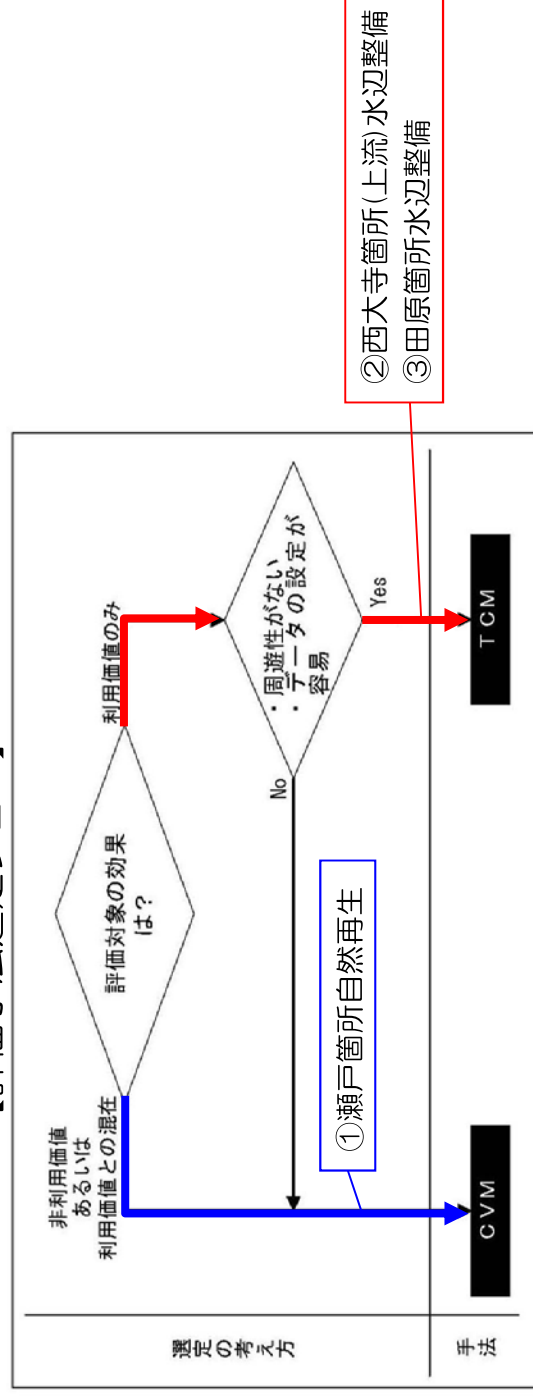 選定の考え方
手法
評価対象の効果
は？
非利用価値
あるいは
利用価値との混在
利用価値のみ
・周遊性がない
・データの設定が
容易
No
Yes
①瀬戸箇所自然再生
②西大寺箇所(上流)水辺整備
③田原箇所水辺整備
CVM
TCM